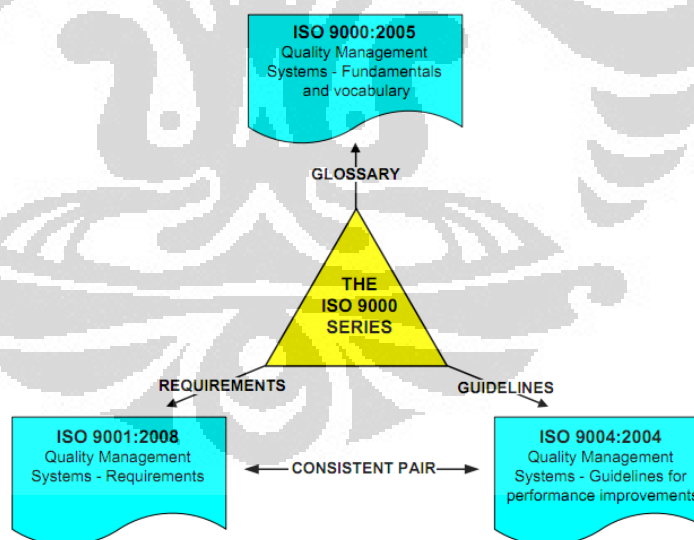 ISO 9000:2005
Quality Management
Systems - Fundamentals
and vocabulary
GLOSSARY
THE
ISO 9000
SERIES
REQUIREMENTS
GUIDELINES
ISO 9001:2008
Quality Management
Systems - Requirements
CONSISTENT PAIR
ISO 9004:2004
Quality Management
Systems - Guidelines for
performance improvements